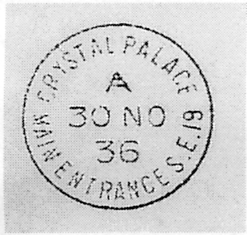 CRYSTAL PALACE
A
30 NO
36
MAIN ENTRANCE S.E.19